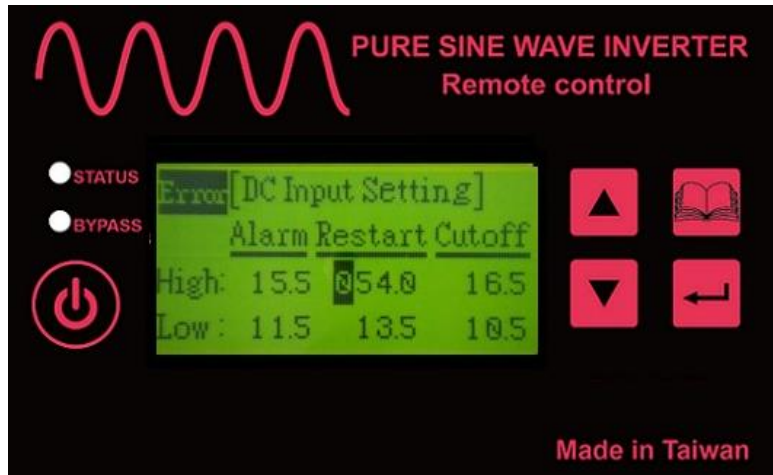 PURE SINE WAVE INVERTER
Remote control
STATUS
BYPASS
Error [DC Input Setting]
Alarm Restart Cutoff
High: 15.5 054.0 16.5
Low : 11.5 13.5 10.5
Made in Taiwan